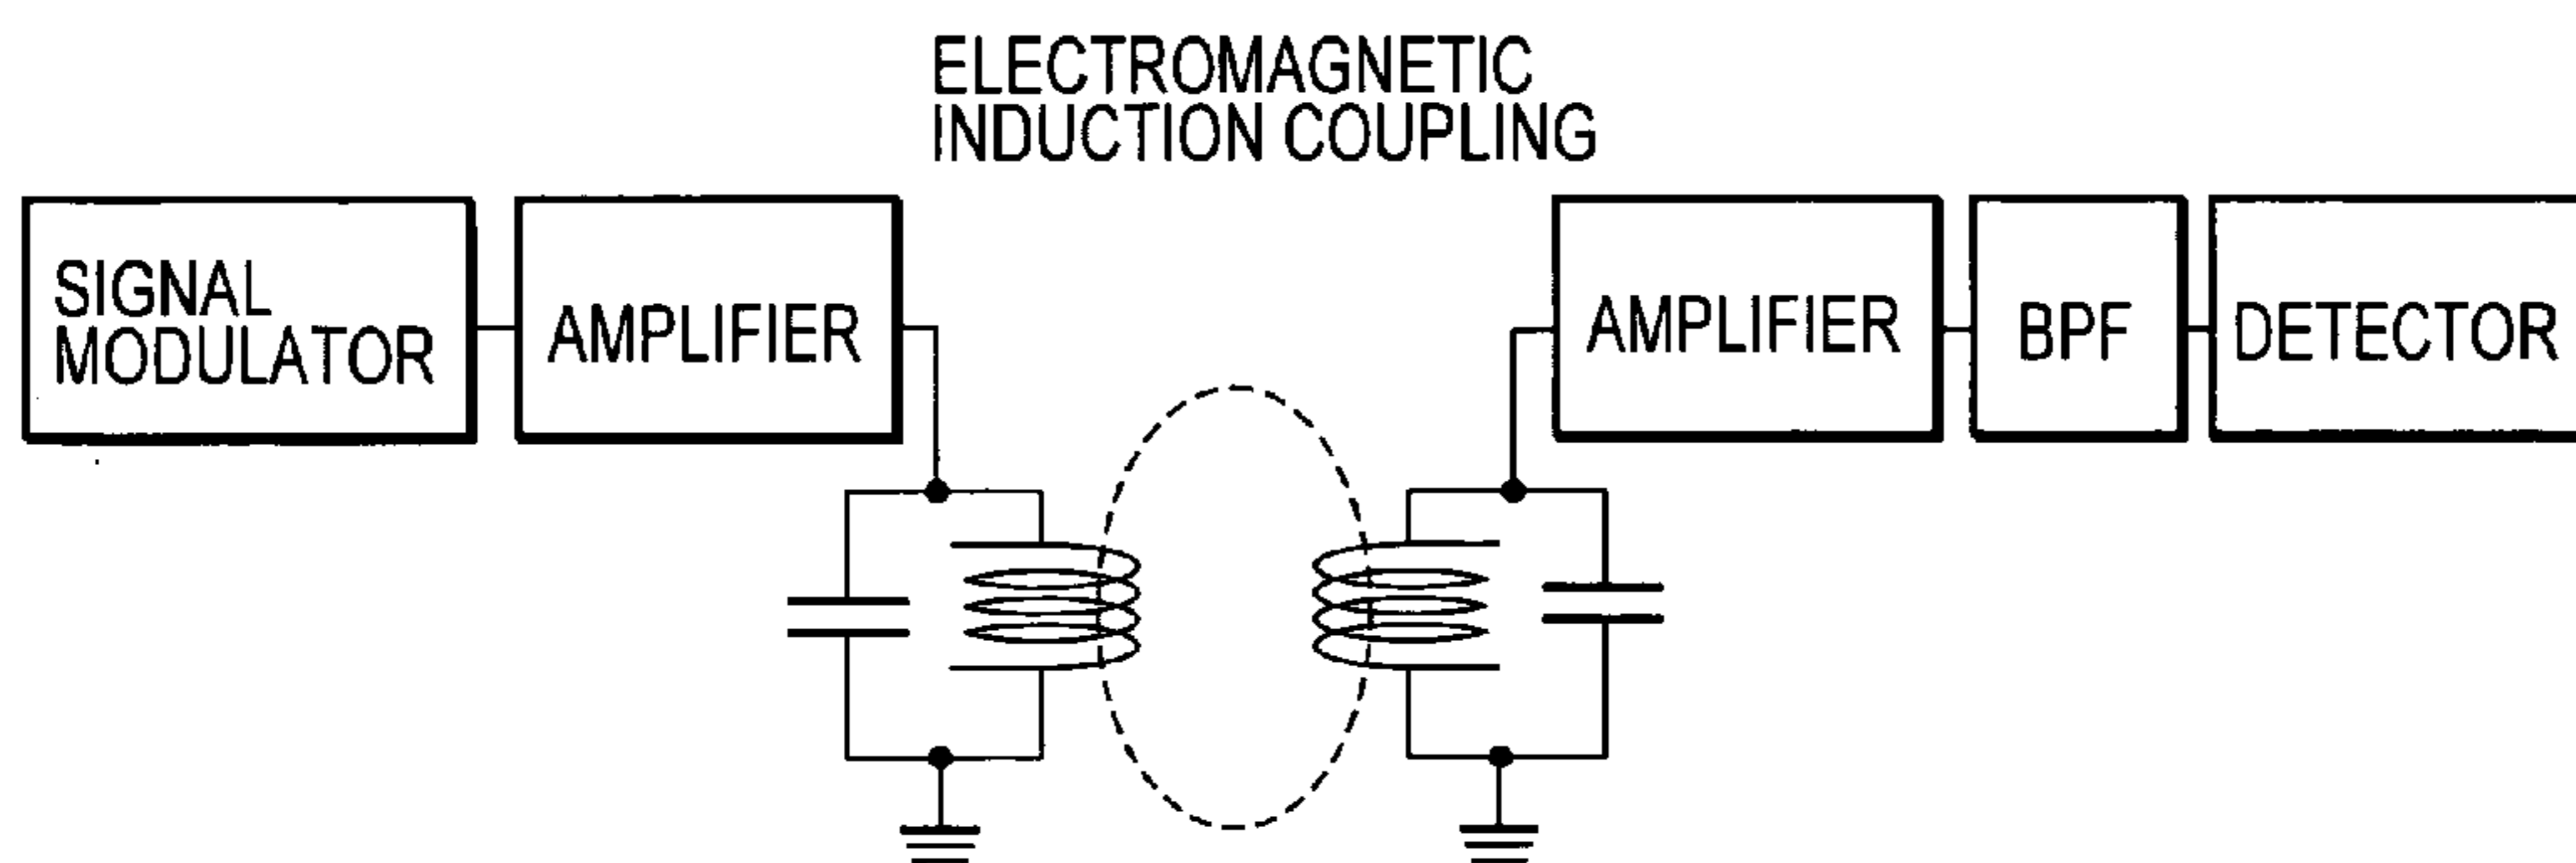 ELECTROMAGNETIC
INDUCTION COUPLING
SIGNAL
MODULATOR
AMPLIFIER
AMPLIFIER
BPF
DETECTOR